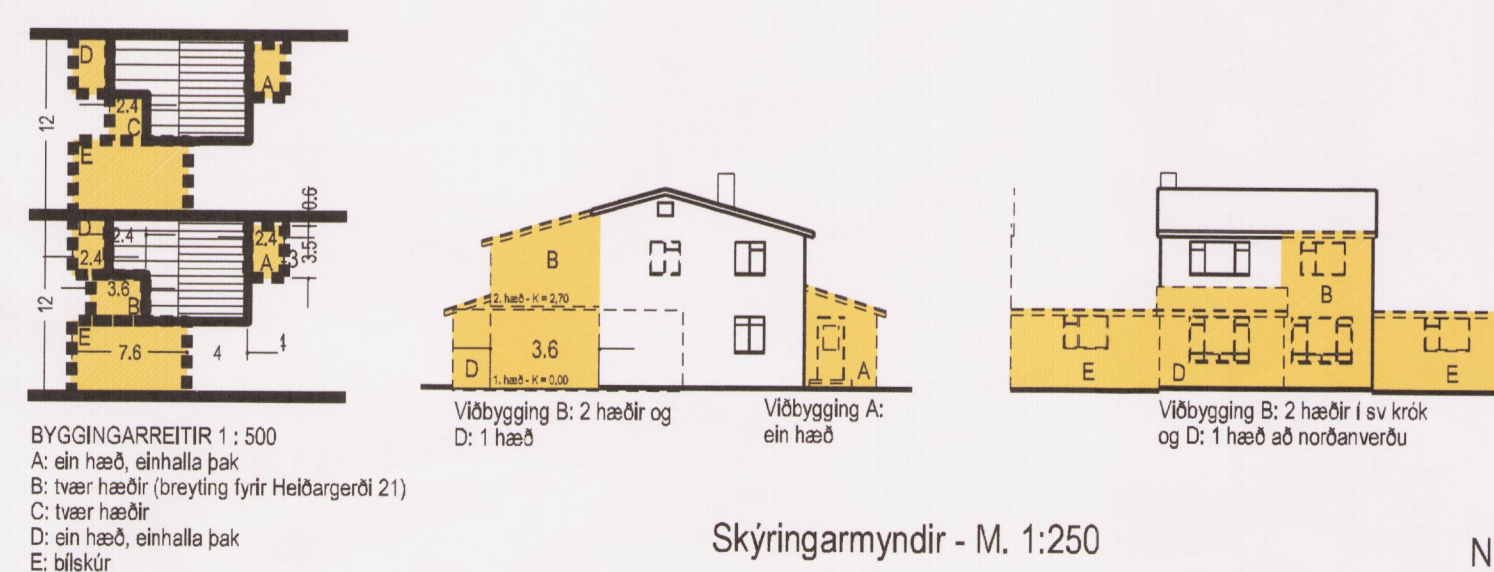 D
A
2.4
C
12
E
0.6
D
2.4
2.4
2.4
A
3
3.5
3.6
B
12
E
7.6
4
1
BYGGINGARREITIR 1 : 500
A: ein hæð, einhalla þak
B: tvær hæðir (breyting fyrir Heiðargerði 21)
C: tvær hæðir
D: ein hæð, einhalla þak
E: bílskúr
B
2. hæð - K = 2,70
3.6
D
1. hæð - K = 0,00
A
Viðbygging B: 2 hæðir og
D: 1 hæð
Viðbygging A:
ein hæð
B
E
D
E
Viðbygging B: 2 hæðir í sv krók
og D: 1 hæð að norðanverðu
Skýringarmyndir - M. 1:250
N